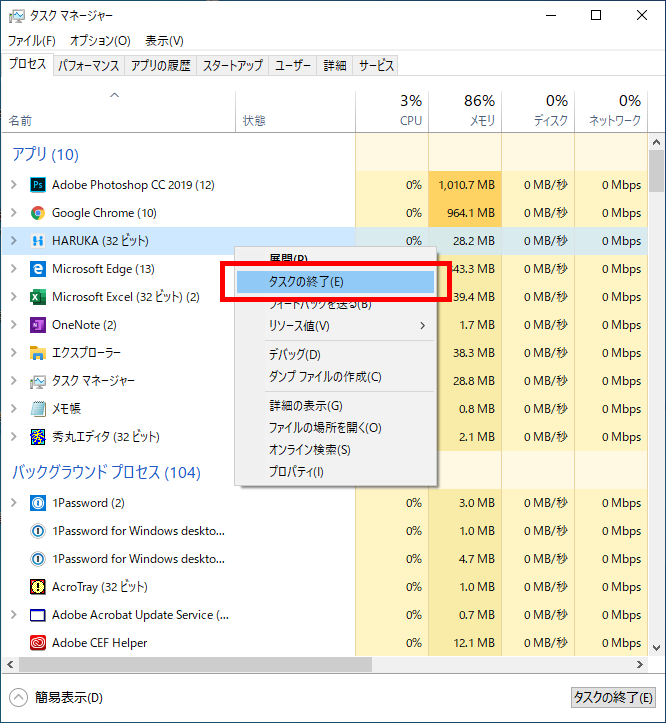 タスク マネージャー
ファイル(F) オプション(O) 表示(V)
プロセス パフォーマンス アプリの履歴 スタートアップ ユーザー 詳細 サービス
3% 86% 0% 0%
名前 状態 CPU メモリ ディスク ネットワーク
アプリ (10)
Adobe Photoshop CC 2019 (12) 0% 1,010.7 MB 0 MB/秒 0 Mbps
Google Chrome (10) 0% 964.1 MB 0 MB/秒 0 Mbps
HARUKA (32 ビット) 0% 28.2 MB 0 MB/秒 0 Mbps
展開(P)
Microsoft Edge (13) 43.3 MB 0 MB/秒 0 Mbps
タスクの終了(E)
Microsoft Excel (32 ビット) (2) 39.4 MB 0 MB/秒 0 Mbps
フィードバックを送る(B)
OneNote (2) 1.7 MB 0 MB/秒 0 Mbps
リソース値(V)
エクスプローラー 38.3 MB 0 MB/秒 0 Mbps
デバッグ(D)
タスク マネージャー 28.8 MB 0 MB/秒 0 Mbps
ダンプ ファイルの作成(C)
メモ帳 0.8 MB 0 MB/秒 0 Mbps
詳細の表示(G)
ファイルの場所を開く(O)
秀丸エディタ (32 ビット) 2.1 MB 0 MB/秒 0 Mbps
オンライン検索(S)
プロパティ(I)
バックグラウンド プロセス (104)
1Password (2) 0% 3.0 MB 0 MB/秒 0 Mbps
1Password for Windows deskto... 0% 1.0 MB 0 MB/秒 0 Mbps
1Password for Windows deskto... 0% 4.7 MB 0 MB/秒 0 Mbps
AcroTray (32 ビット) 0% 1.0 MB 0 MB/秒 0 Mbps
Adobe Acrobat Update Service (... 0% 0.7 MB 0 MB/秒 0 Mbps
Adobe CEF Helper 0% 12.1 MB 0 MB/秒 0 Mbps
簡易表示(D) タスクの終了(E)